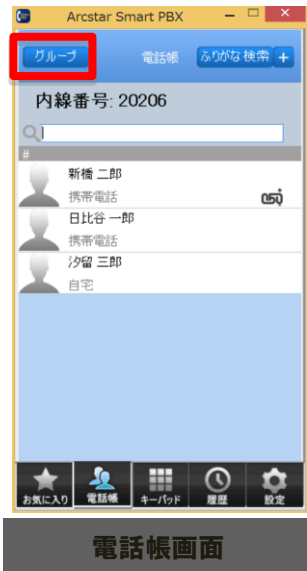 Arcstar Smart PBX
グループ 電話帳 ふりがな検索 +
内線番号: 20206
#
新橋 二郎
携帯電話
日比谷 一郎
携帯電話
汐留 三郎
自宅
お気に入り 電話帳 キーパッド 履歴 設定
電話帳画面